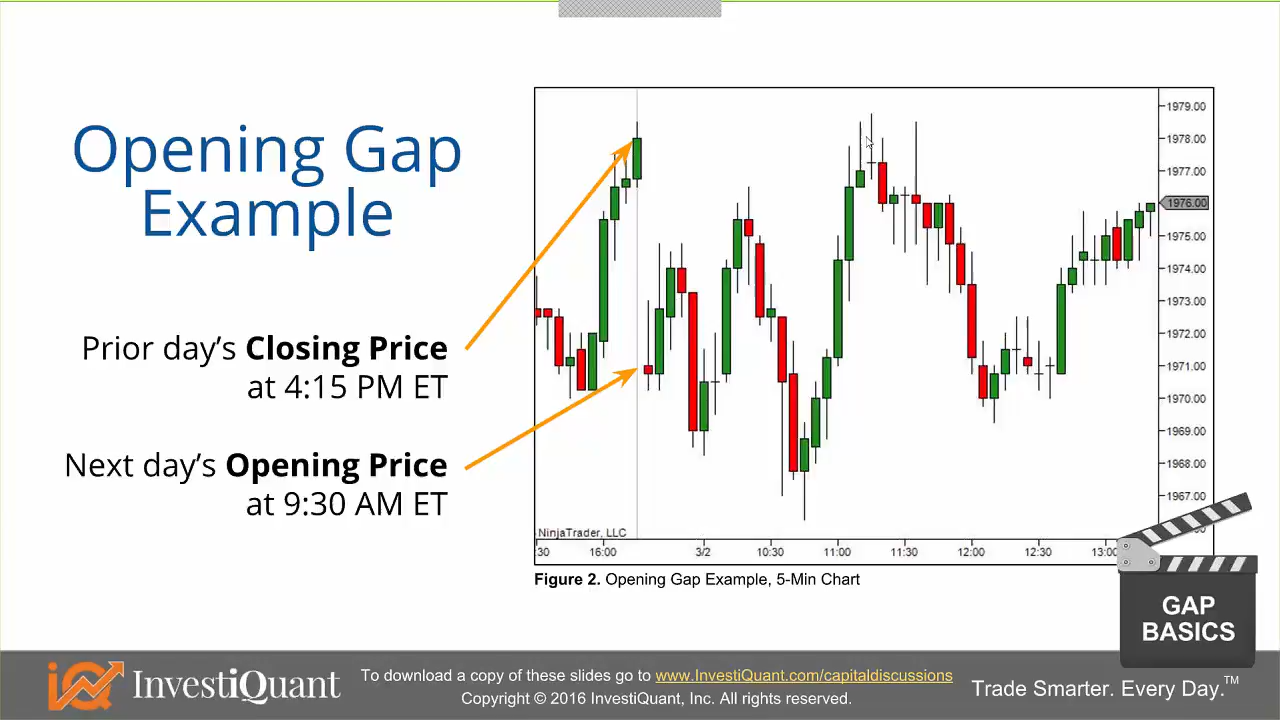 Opening Gap
Example
Prior day's Closing Price
at 4:15 PM ET
Next day's Opening Price
at 9:30 AM ET
1979.00
1978.00
1977.00
1976.00
1975.00
1974.00
1973.00
1972.00
1971.00
1970.00
1969.00
1968.00
1967.00
NinjaTrader, LLC
:30 16:00 3/2 10:30 11:00 11:30 12:00 12:30 13:00
Figure 2. Opening Gap Example, 5-Min Chart
GAP
BASICS
iQ InvestiQuant
To download a copy of these slides go to www.InvestiQuant.com/capitaldiscussions
Copyright © 2016 InvestiQuant, Inc. All rights reserved.
Trade Smarter. Every Day.™